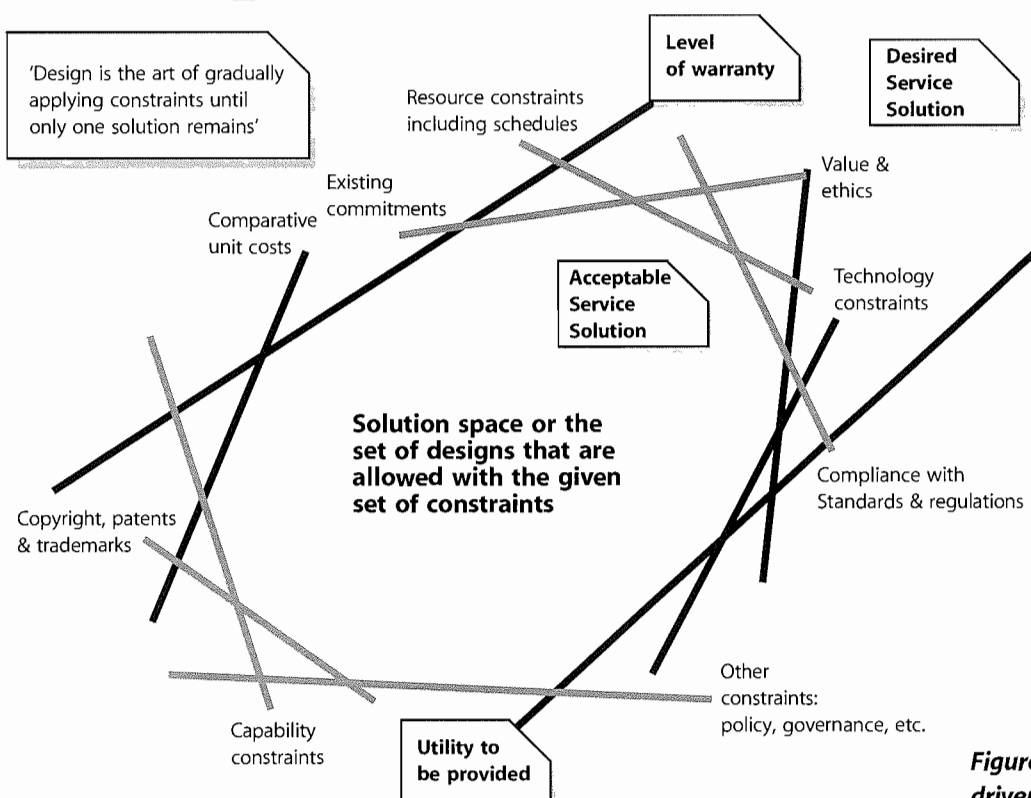 'Design is the art of gradually
applying constraints until
only one solution remains'
Level
of warranty
Desired
Service
Solution
Resource constraints
including schedules
Existing
commitments
Value &
ethics
Comparative
unit costs
Acceptable
Service
Solution
Technology
constraints
Solution space or the
set of designs that are
allowed with the given
set of constraints
Compliance with
Standards & regulations
Copyright, patents
& trademarks
Other
constraints:
policy, governance, etc.
Capability
constraints
Utility to
be provided
Figure
driven